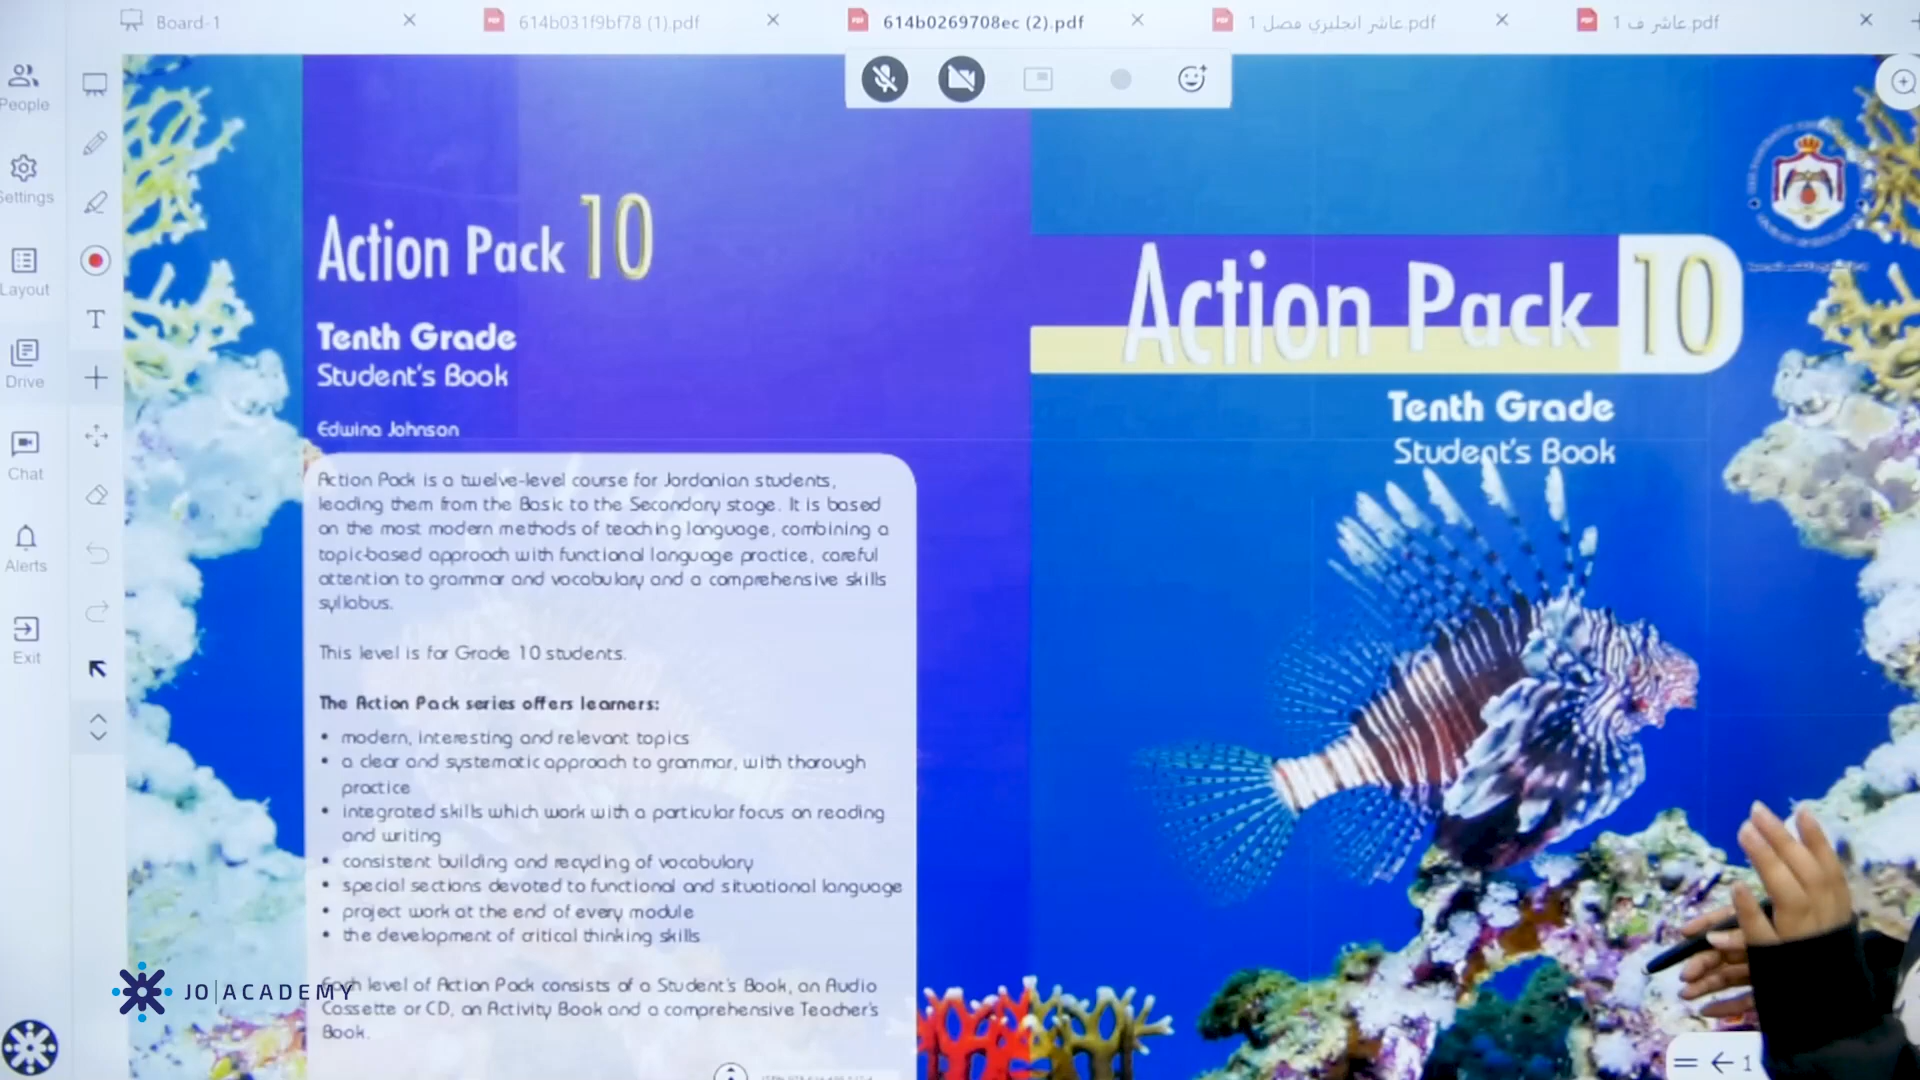 Board-1
614b031f9bf78 (1).pdf
614b0269708ec (2).pdf
عاشر انجليزي فصل 1.pdf
عاشر ف 1.pdf
People
Settings
Layout
Drive
Chat
Alerts
Exit
T
Action Pack 10
Tenth Grade
Student's Book
Edwina Johnson
Action Pack is a twelve-level course for Jordanian students,
leading them from the Basic to the Secondary stage. It is based
on the most modern methods of teaching language, combining a
topic-based approach with functional language practice, careful
attention to grammar and vocabulary and a comprehensive skills
syllabus.
This level is for Grade 10 students.
The Action Pack series offers learners:
• modern, interesting and relevant topics
• a clear and systematic approach to grammar, with thorough
practice
• integrated skills which work with a particular focus on reading
and writing
• consistent building and recycling of vocabulary
• special sections devoted to functional and situational language
• project work at the end of every module
• the development of critical thinking skills
Each level of Action Pack consists of a Student's Book, an Audio
Cassette or CD, an Activity Book and a comprehensive Teacher's
Book.
JO|ACADEMY
Action Pack 10
Tenth Grade
Student's Book
1